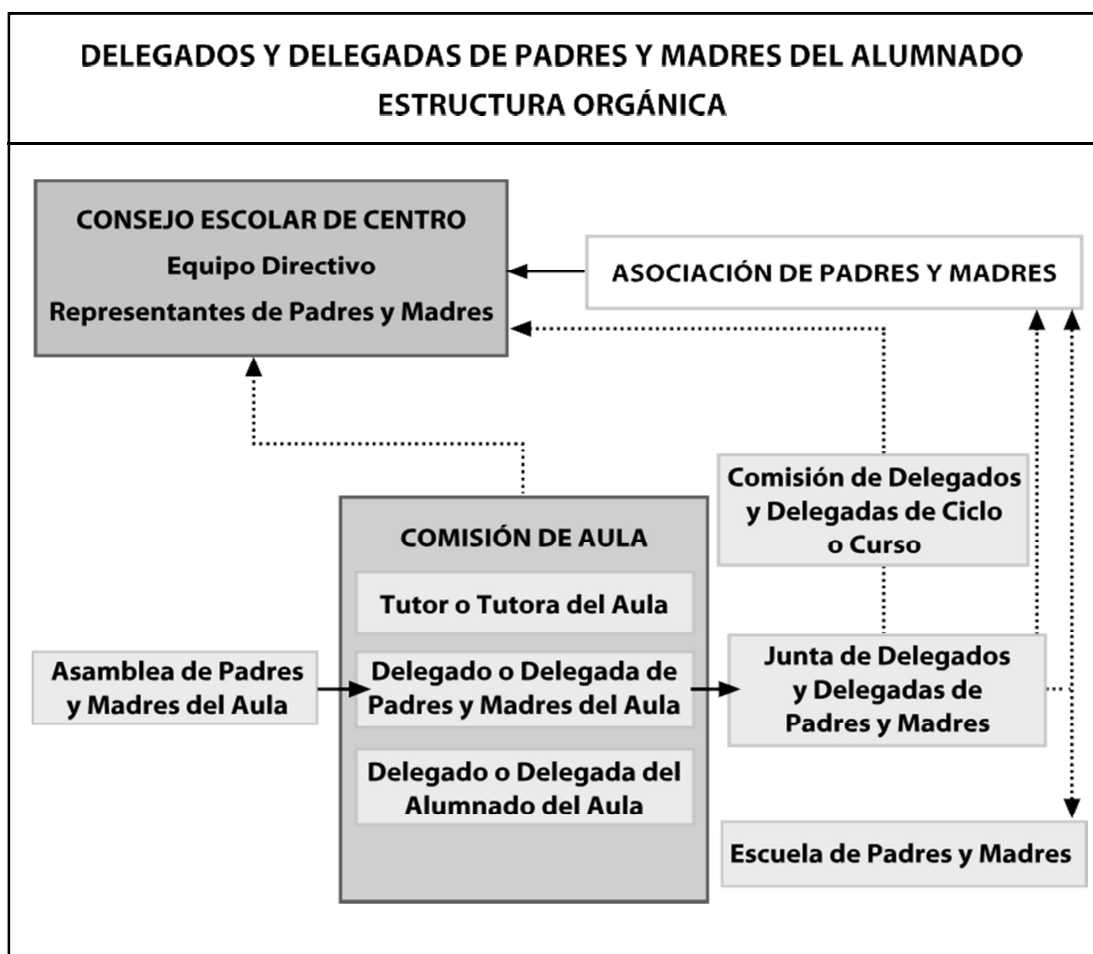 DELEGADOS Y DELEGADAS DE PADRES Y MADRES DEL ALUMNADO
ESTRUCTURA ORGÁNICA
CONSEJO ESCOLAR DE CENTRO
Equipo Directivo
Representantes de Padres y Madres
ASOCIACIÓN DE PADRES Y MADRES
Comisión de Delegados
y Delegadas de Ciclo
o Curso
COMISIÓN DE AULA
Tutor o Tutora del Aula
Asamblea de Padres
y Madres del Aula
Delegado o Delegada de
Padres y Madres del Aula
Junta de Delegados
y Delegadas de
Padres y Madres
Delegado o Delegada del
Alumnado del Aula
Escuela de Padres y Madres